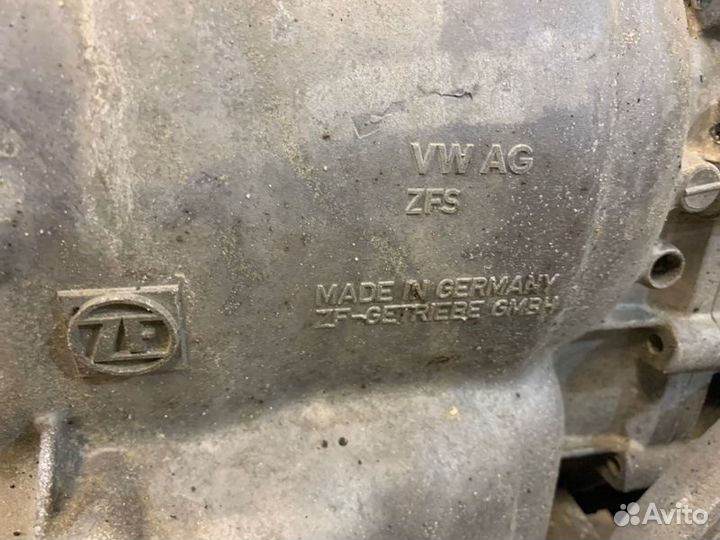 VW AG
ZFS
MADE IN GERMANY
ZF-GETRIEBE GMBH
ZF
Avito